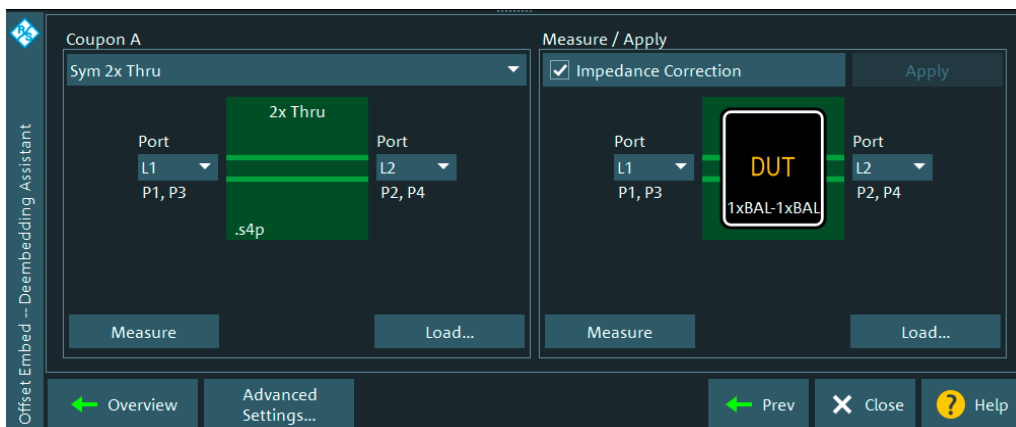 R/S
Offset Embed -- Deembedding Assistant
Coupon A
Sym 2x Thru
2x Thru
Port
L1
P1, P3
Port
L2
P2, P4
.s4p
Measure
Load...
Measure / Apply
Impedance Correction
Apply
Port
L1
P1, P3
DUT
1xBAL-1xBAL
Port
L2
P2, P4
Measure
Load...
Overview
Advanced
Settings...
Prev
Close
? Help